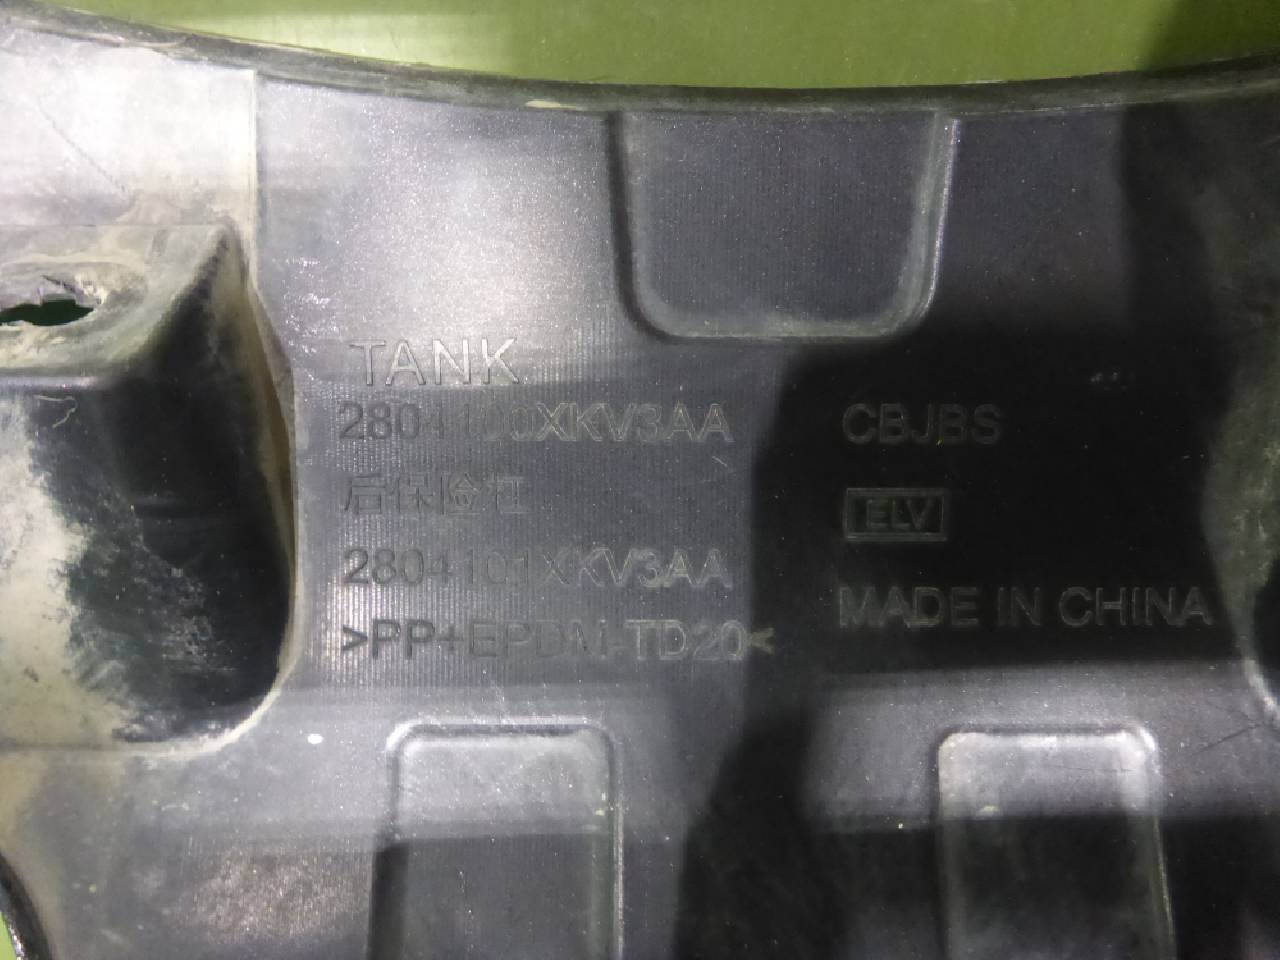 TANK
2804100XKV3AA
后保险杠
2804101XKV3AA
>PP+EPDM-TD20<
CBJBS
ELV
MADE IN CHINA